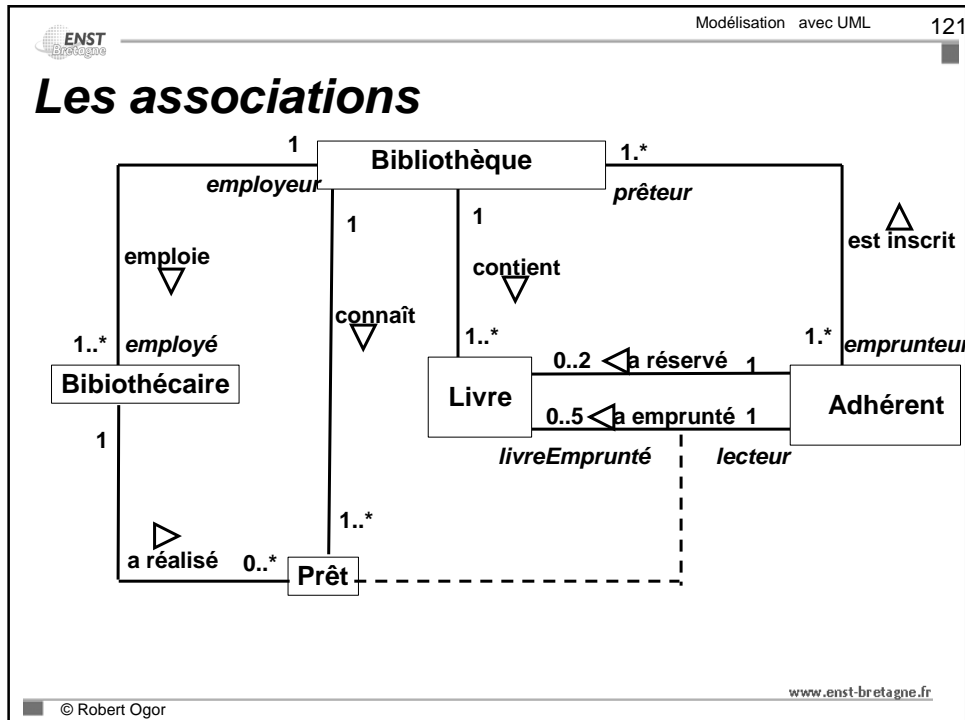 Modélisation avec UML 121
ENST
Bretagne
Les associations
1 Bibliothèque 1.*
employeur prêteur
1 1
emploie contient est inscrit
connaît
1..* employé 1..* 1.* emprunteur
0..2 a réservé 1
Bibiothécaire Livre Adhérent
1 0..5 a emprunté 1
livreEmprunté lecteur
1..*
a réalisé 0..* Prêt
www.enst-bretagne.fr
© Robert Ogor